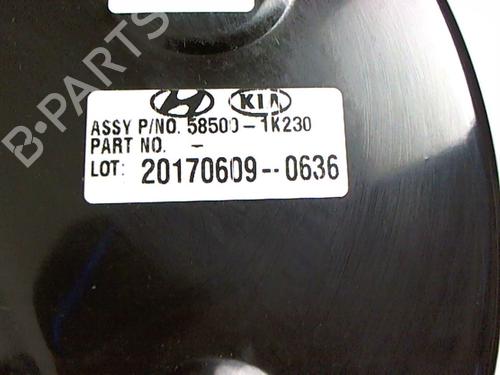 B-PARTS
KIA
ASSY P/NO. 58500-1K230
PART NO. -
LOT: 20170609--0636